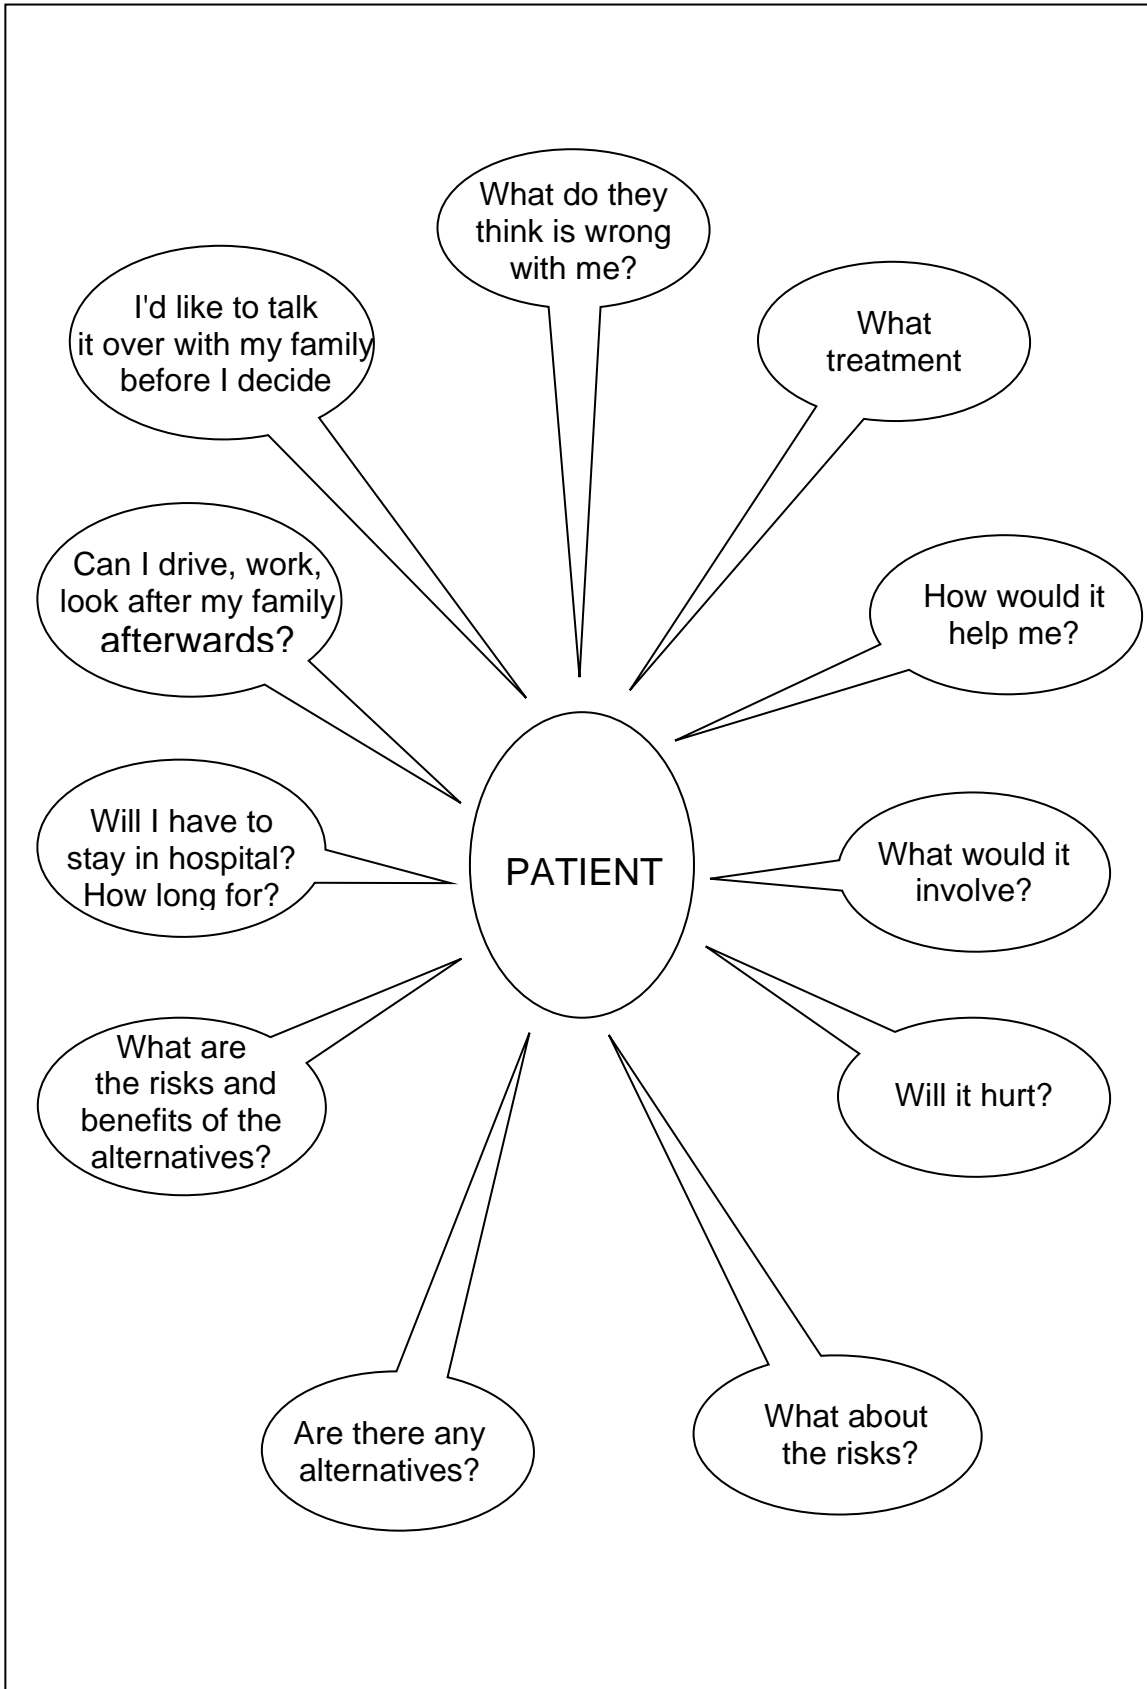 What do they
think is wrong
with me?
I'd like to talk
it over with my family
before I decide
What
treatment
Can I drive, work,
look after my family
afterwards?
How would it
help me?
Will I have to
stay in hospital?
How long for?
PATIENT
What would it
involve?
What are
the risks and
benefits of the
alternatives?
Will it hurt?
Are there any
alternatives?
What about
the risks?